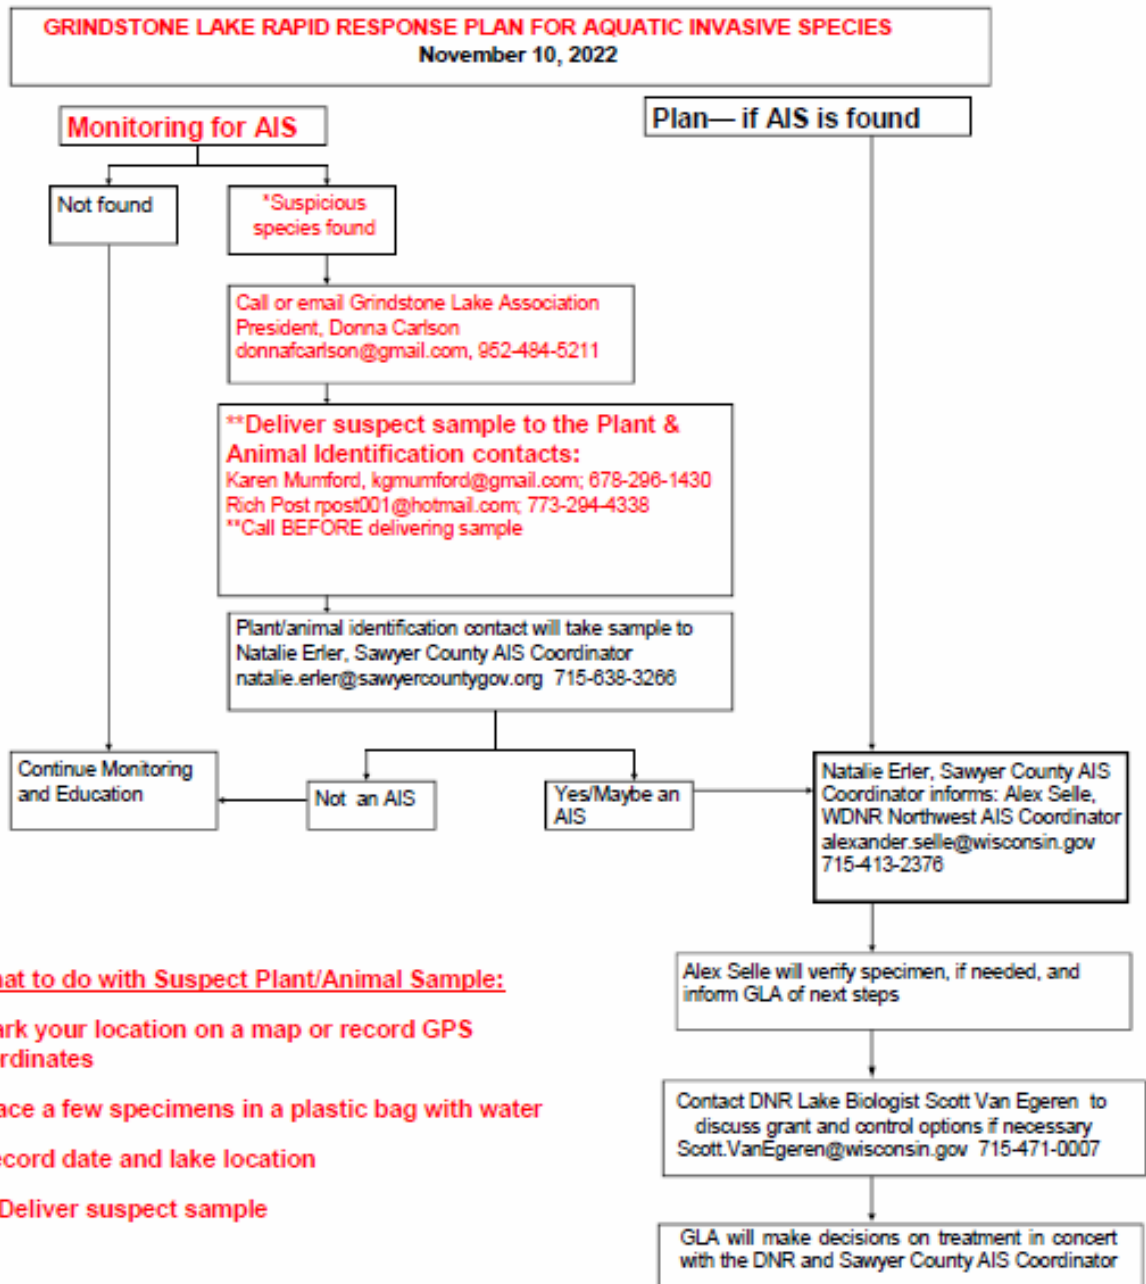 GRINDSTONE LAKE RAPID RESPONSE PLAN FOR AQUATIC INVASIVE SPECIES
November 10, 2022
Monitoring for AIS
Plan— if AIS is found
Not found
*Suspicious
species found
Call or email Grindstone Lake Association
President, Donna Carlson
donnafcarlson@gmail.com, 952-484-5211
**Deliver suspect sample to the Plant &
Animal Identification contacts:
Karen Mumford, kgmumford@gmail.com; 678-296-1430
Rich Post rpost001@hotmail.com; 773-294-4338
**Call BEFORE delivering sample
Plant/animal identification contact will take sample to
Natalie Erler, Sawyer County AIS Coordinator
natalie.erler@sawyercountygov.org 715-638-3266
Continue Monitoring
and Education
Not an AIS
Yes/Maybe an
AIS
Natalie Erler, Sawyer County AIS
Coordinator informs: Alex Selle,
WDNR Northwest AIS Coordinator
alexander.selle@wisconsin.gov
715-413-2376
Alex Selle will verify specimen, if needed, and
inform GLA of next steps
Contact DNR Lake Biologist Scott Van Egeren to
discuss grant and control options if necessary
Scott.VanEgeren@wisconsin.gov 715-471-0007
GLA will make decisions on treatment in concert
with the DNR and Sawyer County AIS Coordinator
hat to do with Suspect Plant/Animal Sample:
ark your location on a map or record GPS
rdinates
ace a few specimens in a plastic bag with water
ecord date and lake location
Deliver suspect sample